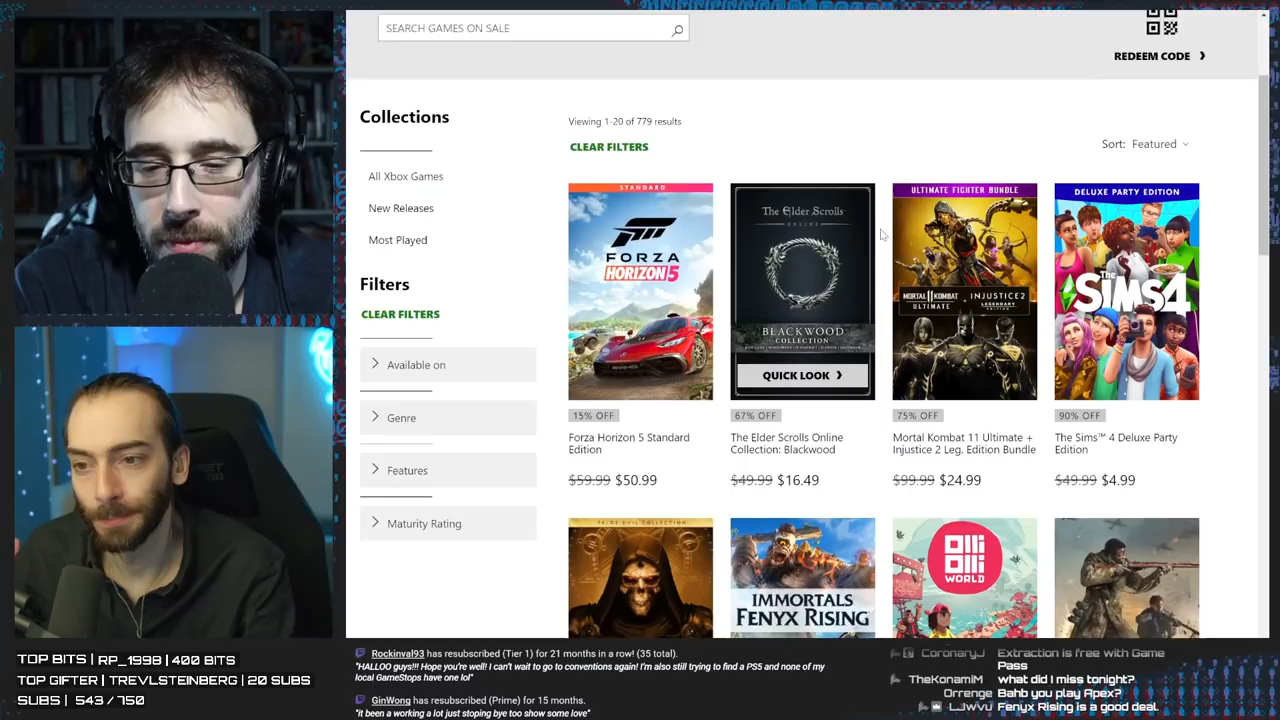 SEARCH GAMES ON SALE
REDEEM CODE
Collections
All Xbox Games
New Releases
Most Played
Filters
CLEAR FILTERS
Available on
Genre
Features
Maturity Rating
Viewing 1-20 of 779 results
CLEAR FILTERS
Sort: Featured
STANDARD
FORZA
HORIZON 5
15% OFF
Forza Horizon 5 Standard
Edition
$59.99 $50.99
The Elder Scrolls
ONLINE
BLACKWOOD
COLLECTION
QUICK LOOK
67% OFF
The Elder Scrolls Online
Collection: Blackwood
$49.99 $16.49
ULTIMATE FIGHTER BUNDLE
MORTAL KOMBAT 11
ULTIMATE
INJUSTICE 2
LEGENDARY
EDITION
75% OFF
Mortal Kombat 11 Ultimate +
Injustice 2 Leg. Edition Bundle
$99.99 $24.99
DELUXE PARTY EDITION
The
SIMS 4
90% OFF
The Sims™ 4 Deluxe Party
Edition
$49.99 $4.99
PRIME EVIL COLLECTION
IMMORTALS
FENYX RISING
OlliOlli
WORLD
TOP BITS | RP_1998 | 400 BITS
TOP GIFTER | TREVLSTEINBERG | 20 SUBS
SUBS | 543 / 750
Rockinval93 has resubscribed (Tier 1) for 21 months in a row! (35 total).
"HALLOO guys!!! Hope you're well! I can't wait to go to conventions again! I'm also still trying to find a PS5 and none of my
local GameStops have one lol"
GinWong has resubscribed (Prime) for 15 months.
"it been a working a lot just stoping bye too show some love"
CoronaryJ Extraction is free with Game
Pass
TheKonamiM what did I miss tonight?
Orrenge Bahb you play Apex?
LJwvu Fenyx Rising is a good deal.